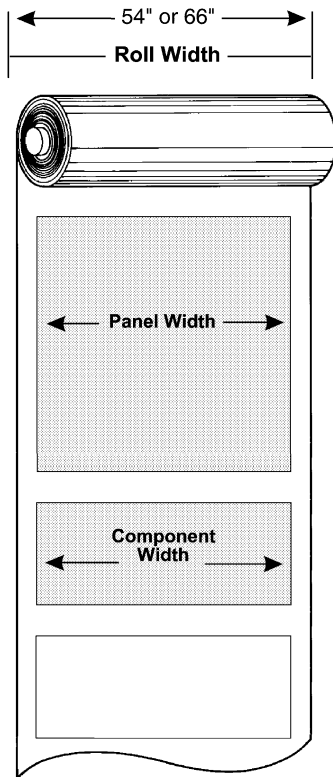 54" or 66"
Roll Width
Panel Width
Component
Width